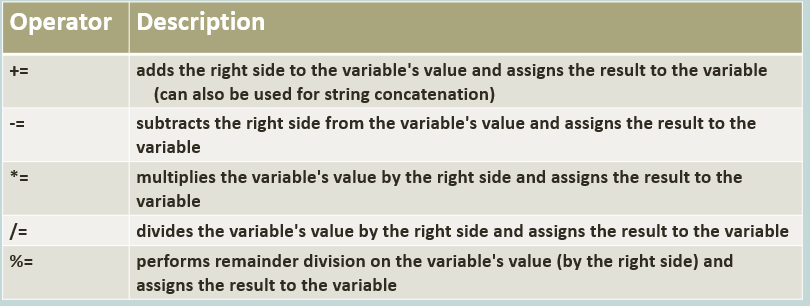 Operator Description
+= adds the right side to the variable's value and assigns the result to the variable
(can also be used for string concatenation)
-= subtracts the right side from the variable's value and assigns the result to the
variable
*= multiplies the variable's value by the right side and assigns the result to the
variable
/= divides the variable's value by the right side and assigns the result to the variable
%= performs remainder division on the variable's value (by the right side) and
assigns the result to the variable